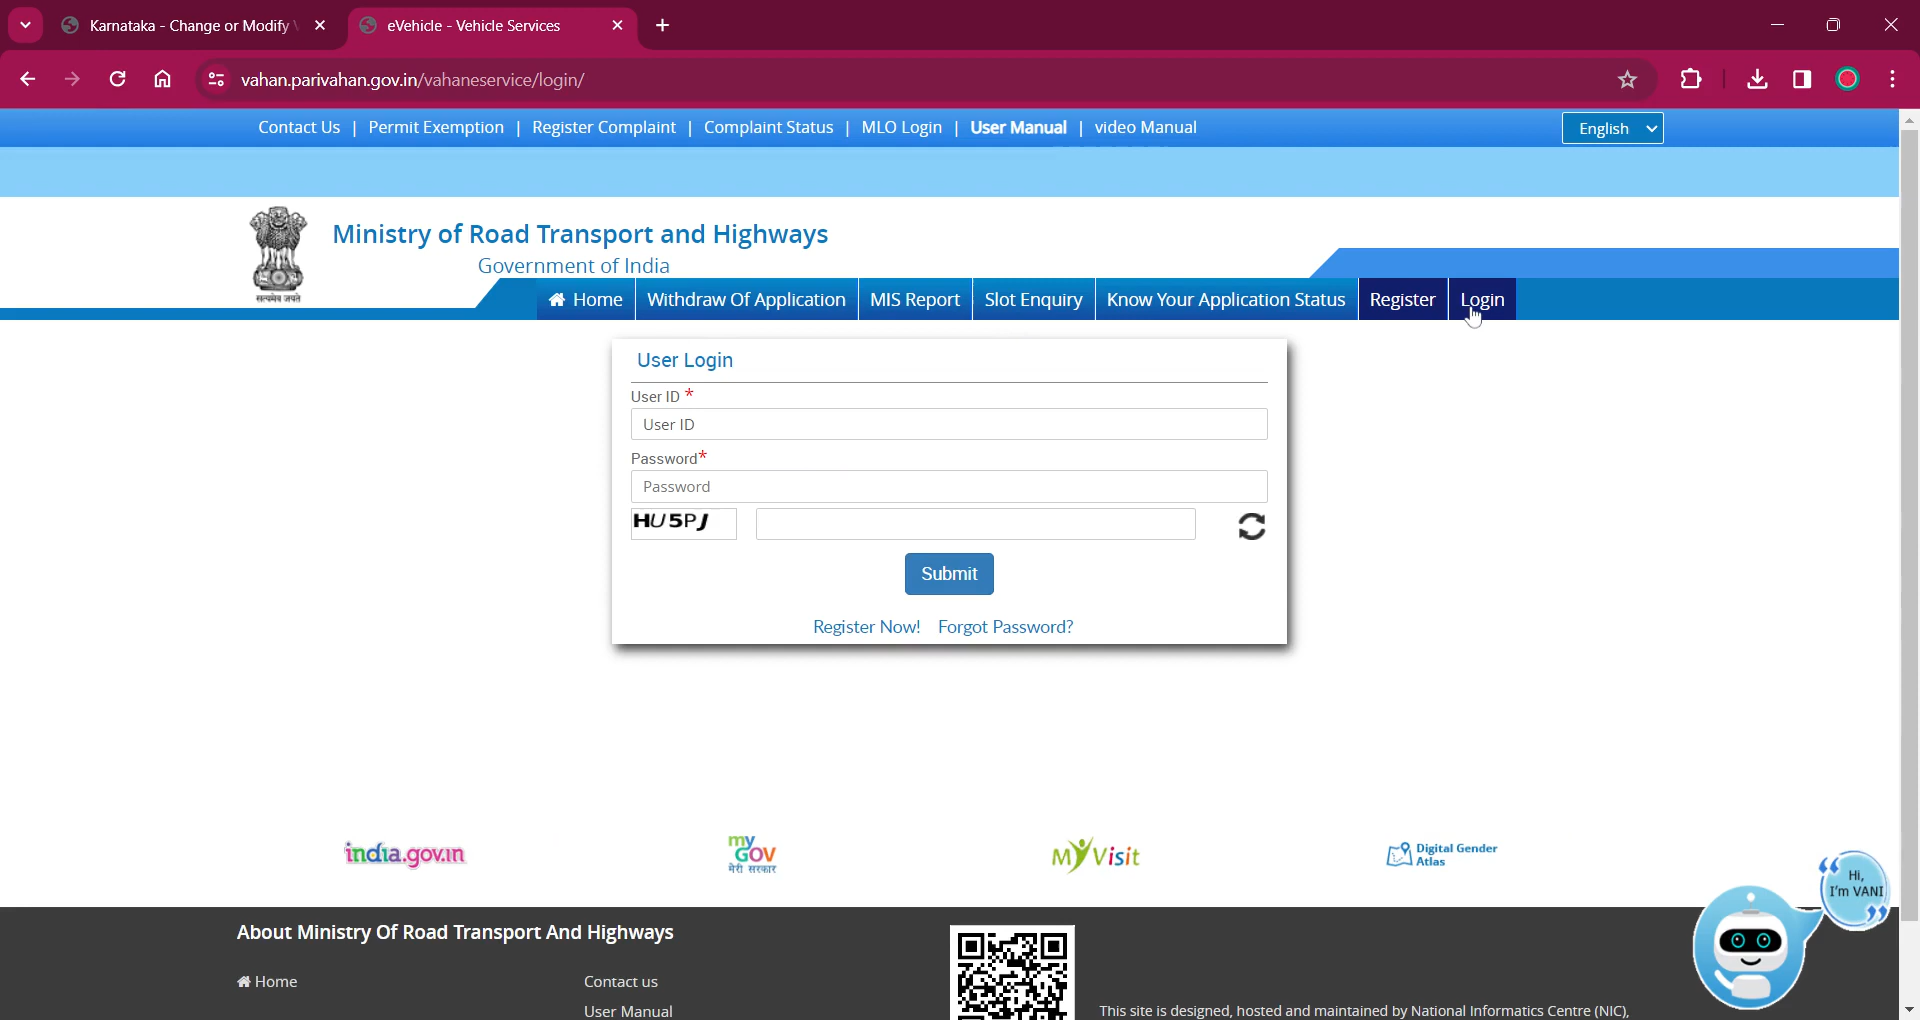 Karnataka - Change or Modify
eVehicle - Vehicle Services
vahan.parivahan.gov.in/vahaneservice/login/
Contact Us | Permit Exemption | Register Complaint | Complaint Status | MLO Login | User Manual | video Manual
English
Ministry of Road Transport and Highways
Government of India
सत्यमेव जयते
Home
Withdraw Of Application
MIS Report
Slot Enquiry
Know Your Application Status
Register
Login
User Login
User ID *
User ID
Password*
Password
HU5PJ
Submit
Register Now! Forgot Password?
india.gov.in
my
GOV
मेरी सरकार
MyVisit
Digital Gender
Atlas
Hi,
I'm VANI
About Ministry Of Road Transport And Highways
Home
Contact us
User Manual
This site is designed, hosted and maintained by National Informatics Centre (NIC),